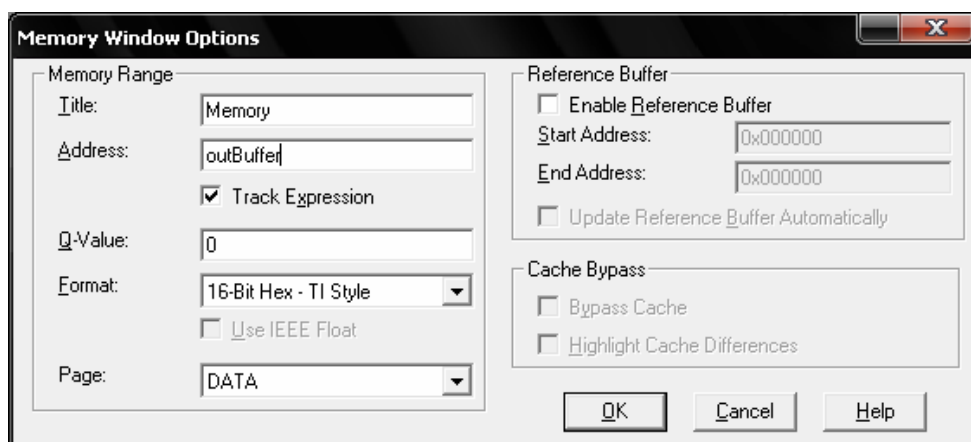 Memory Window Options
Memory Range
Title: Memory
Address: outBuffer
Track Expression
Q-Value: 0
Format: 16-Bit Hex - TI Style
Use IEEE Float
Page: DATA
Reference Buffer
Enable Reference Buffer
Start Address: 0x000000
End Address: 0x000000
Update Reference Buffer Automatically
Cache Bypass
Bypass Cache
Highlight Cache Differences
OK Cancel Help